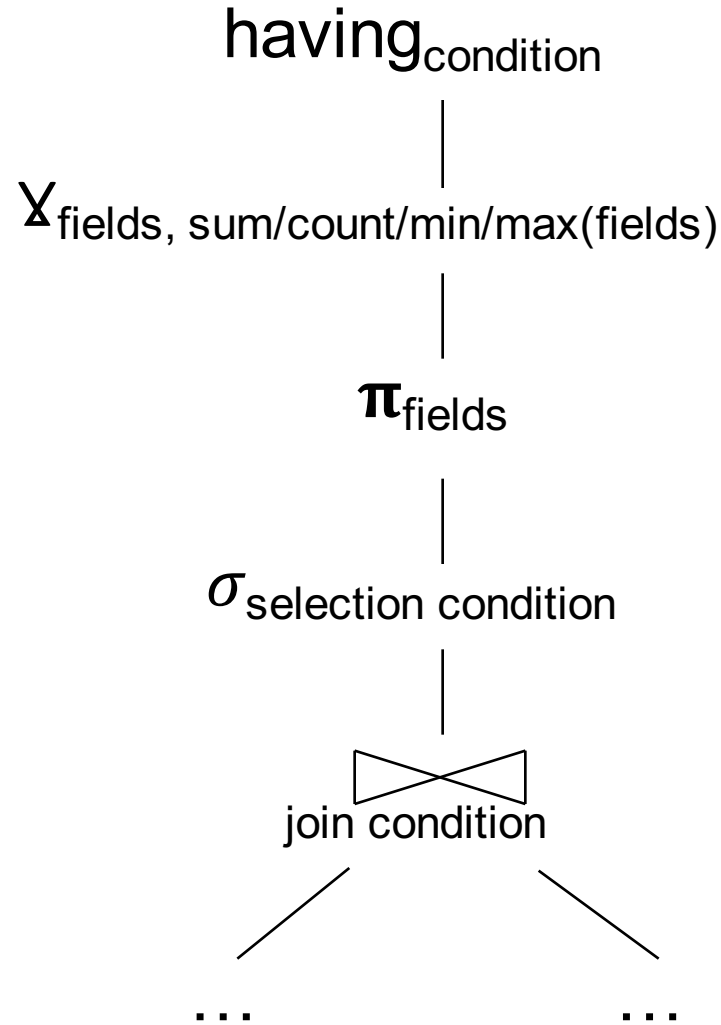 having condition
ɣ fields, sum/count/min/max(fields)
π fields
σ selection condition
join condition
... ...